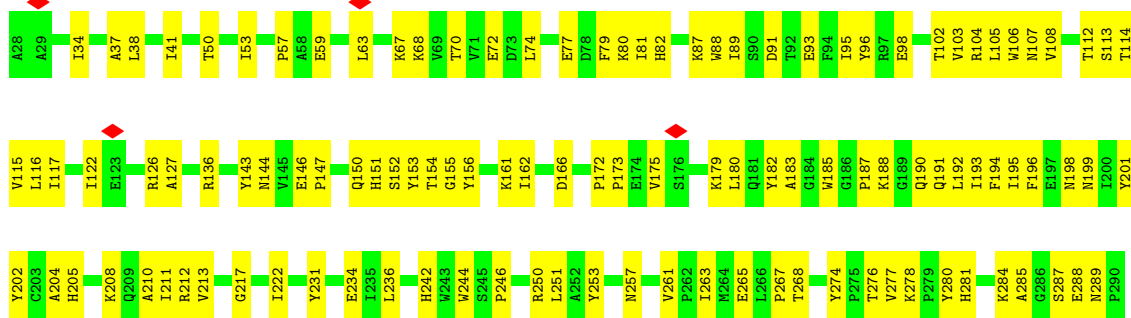 A28 A29 I34 A37 L38 I41 T50 I53 P57 A58 E59 L63 K67 K68 V69 T70 V71 E72 D73 L74 E77 D78 F79 K80 I81 H82 K87 W88 I89 S90 D91 T92 E93 F94 I95 Y96 R97 E98 T102 V103 R104 L105 W106 N107 V108 T112 S113 T114
V115 L116 I117 I122 E123 R126 A127 R136 Y143 N144 V145 E146 P147 Q150 H151 S152 Y153 T154 G155 Y156 K161 I162 D166 P172 P173 E174 V175 S176 K179 L180 Q181 Y182 A183 G184 W185 G186 P187 K188 G189 Q190 Q191 L192 I193 F194 I195 F196 E197 N198 N199 I200 Y201
Y202 C203 A204 H205 K208 Q209 A210 I211 R212 V213 G217 I222 Y231 E234 I235 L236 H242 W243 W244 S245 P246 R250 L251 A252 Y253 N257 V261 P262 I263 M264 E265 L266 P267 T268 Y274 P275 T276 V277 K278 P279 Y280 H281 K284 A285 G286 S287 E288 N289 P290